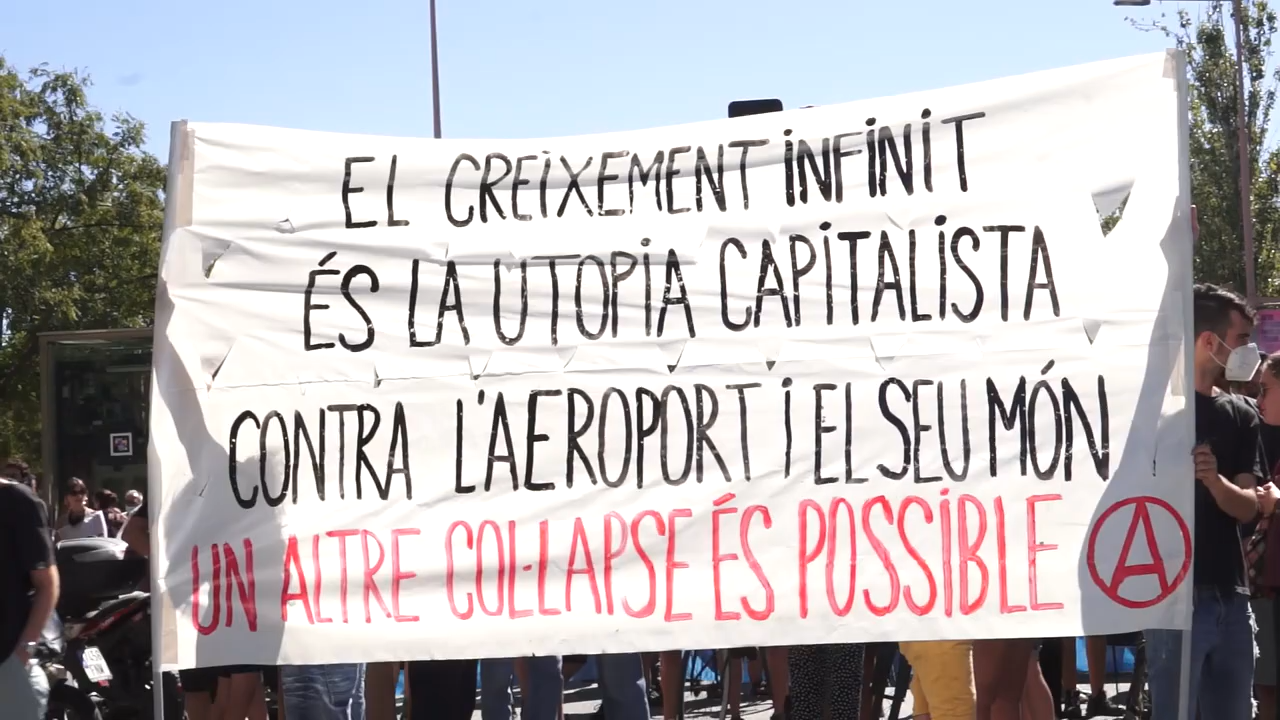 EL CREIXEMENT INFINIT
ÉS LA UTOPIA CAPITALISTA
CONTRA L'AEROPORT I EL SEU MÓN
UN ALTRE COL·LAPSE ÉS POSSIBLE A